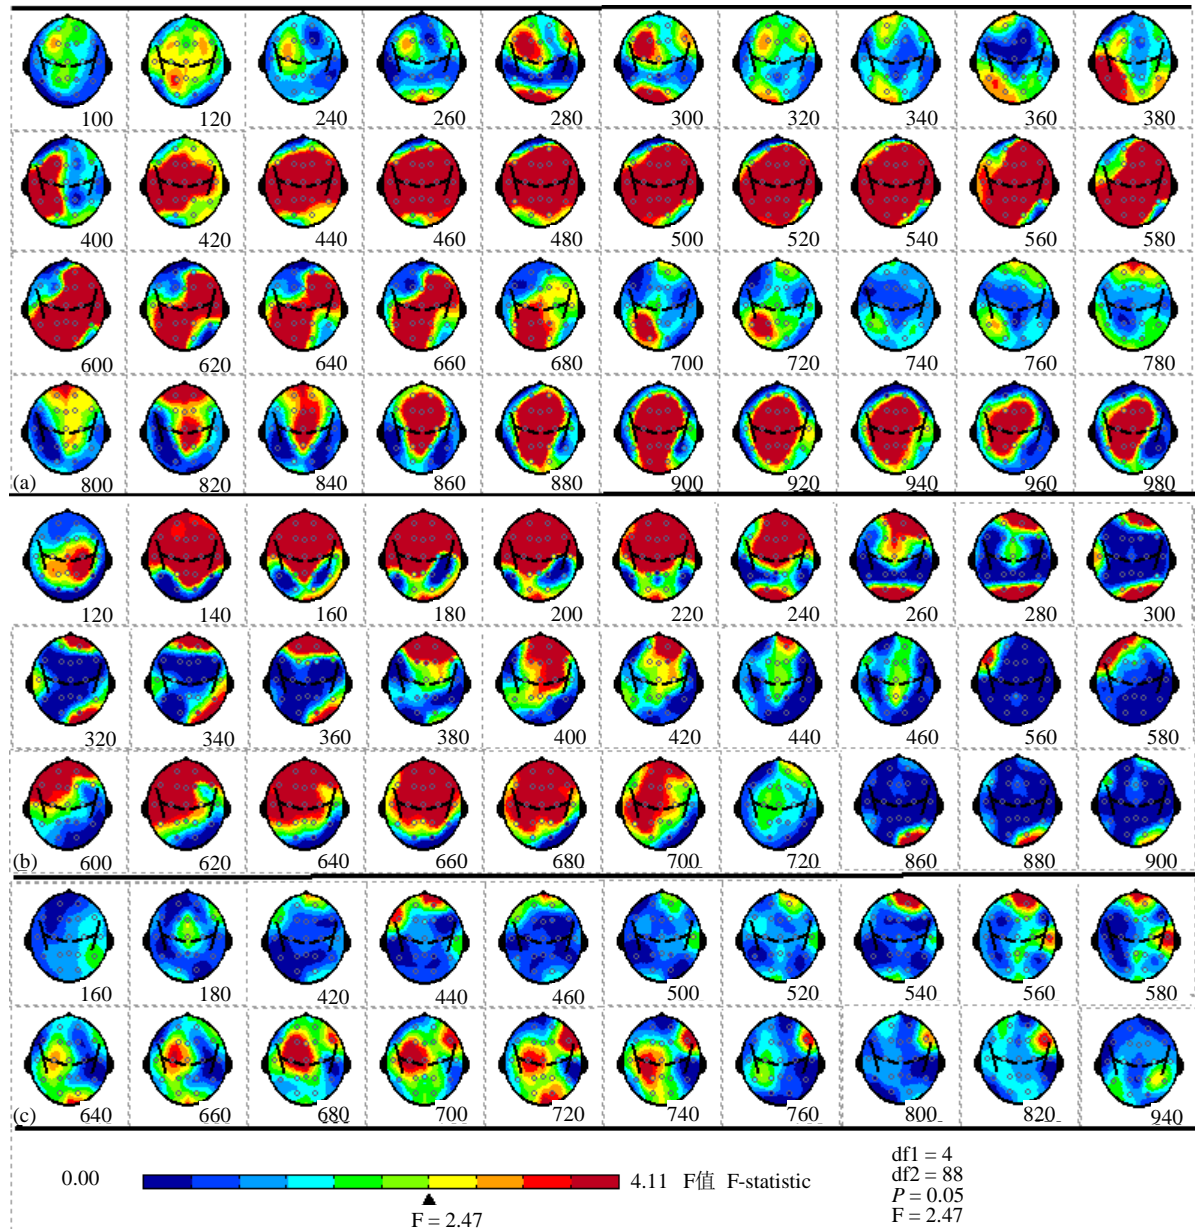 100 120 240 260 280 300 320 340 360 380
400 420 440 460 480 500 520 540 560 580
600 620 640 660 680 700 720 740 760 780
(a) 800 820 840 860 880 900 920 940 960 980
120 140 160 180 200 220 240 260 280 300
320 340 360 380 400 420 440 460 560 580
(b) 600 620 640 660 680 700 720 860 880 900
160 180 420 440 460 500 520 540 560 580
(c) 640 660 680 700 720 740 760 800 820 940
0.00 4.11 F值 F-statistic
F = 2.47
df1 = 4
df2 = 88
P = 0.05
F = 2.47